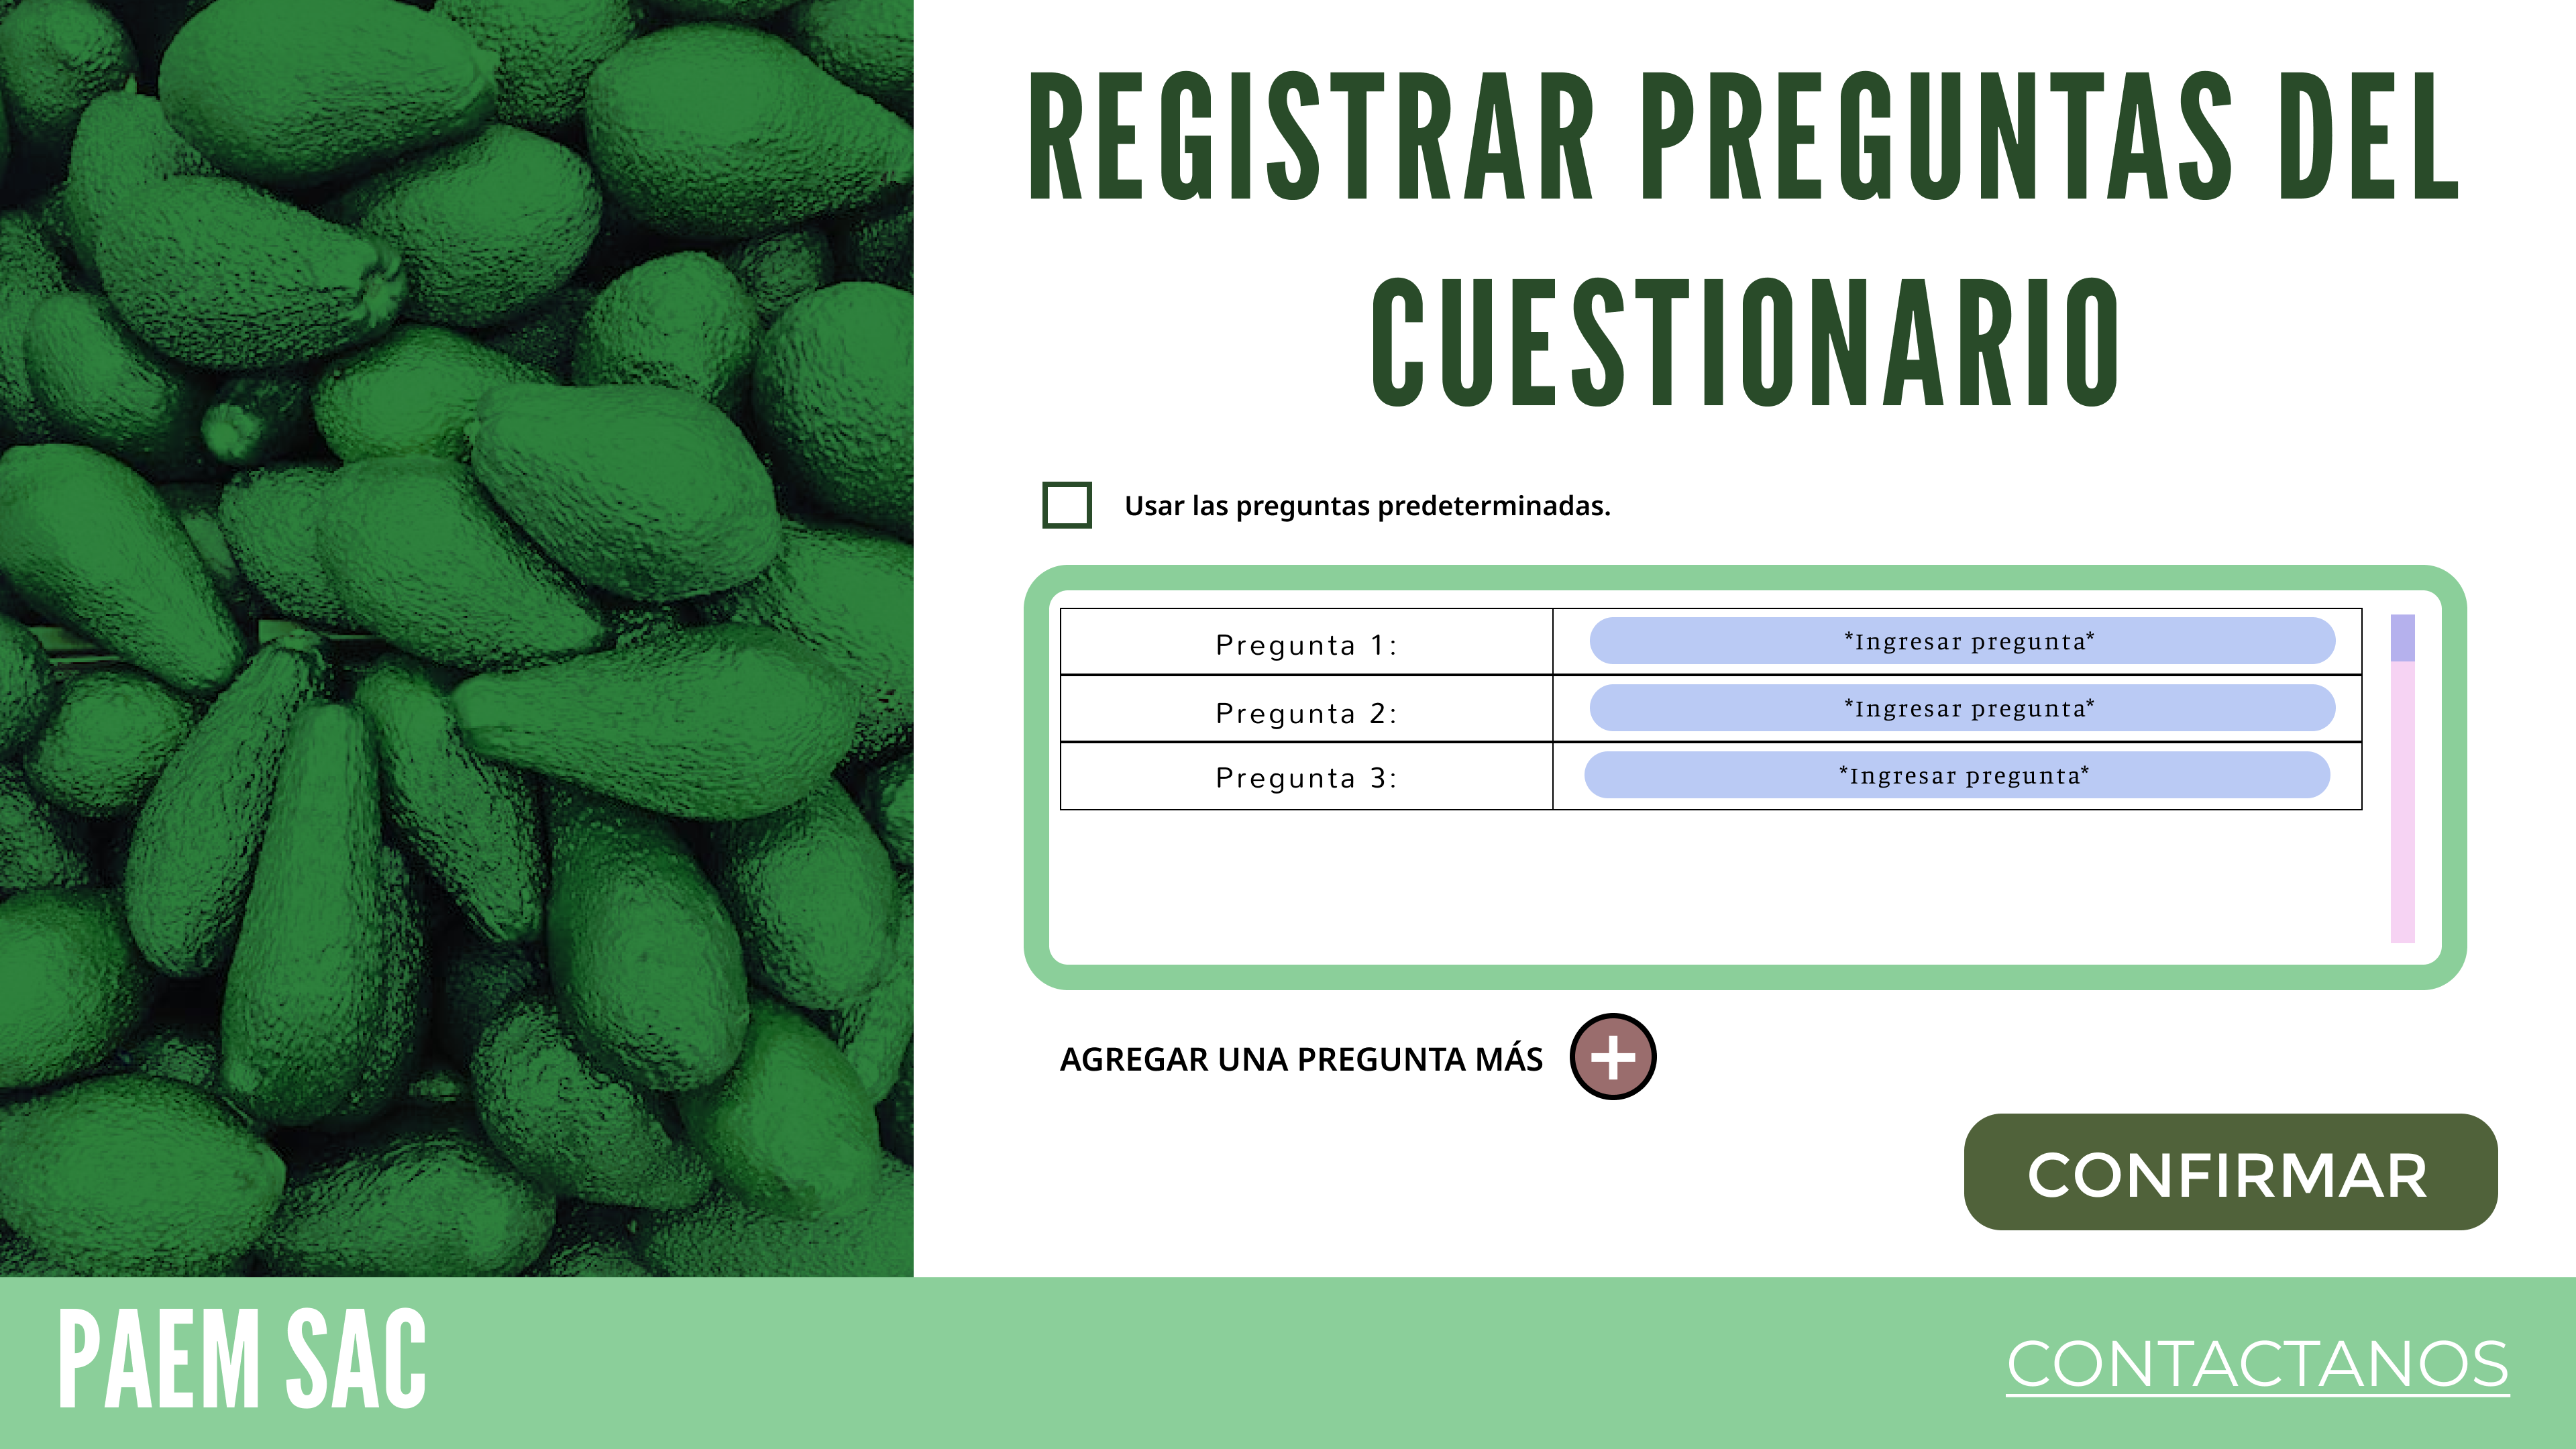 REGISTRAR PREGUNTAS DEL
CUESTIONARIO
Usar las preguntas predeterminadas.
Pregunta 1: *Ingresar pregunta*
Pregunta 2: *Ingresar pregunta*
Pregunta 3: *Ingresar pregunta*
AGREGAR UNA PREGUNTA MÁS +
CONFIRMAR
PAEM SAC
CONTACTANOS